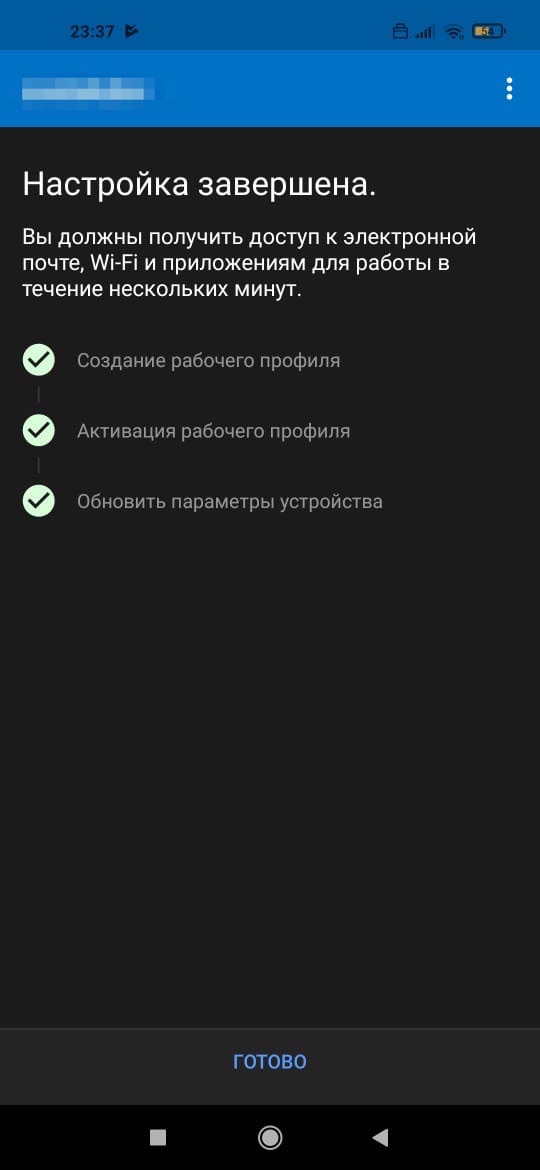 23:37
54
Настройка завершена.
Вы должны получить доступ к электронной
почте, Wi-Fi и приложениям для работы в
течение нескольких минут.
Создание рабочего профиля
Активация рабочего профиля
Обновить параметры устройства
ГОТОВО